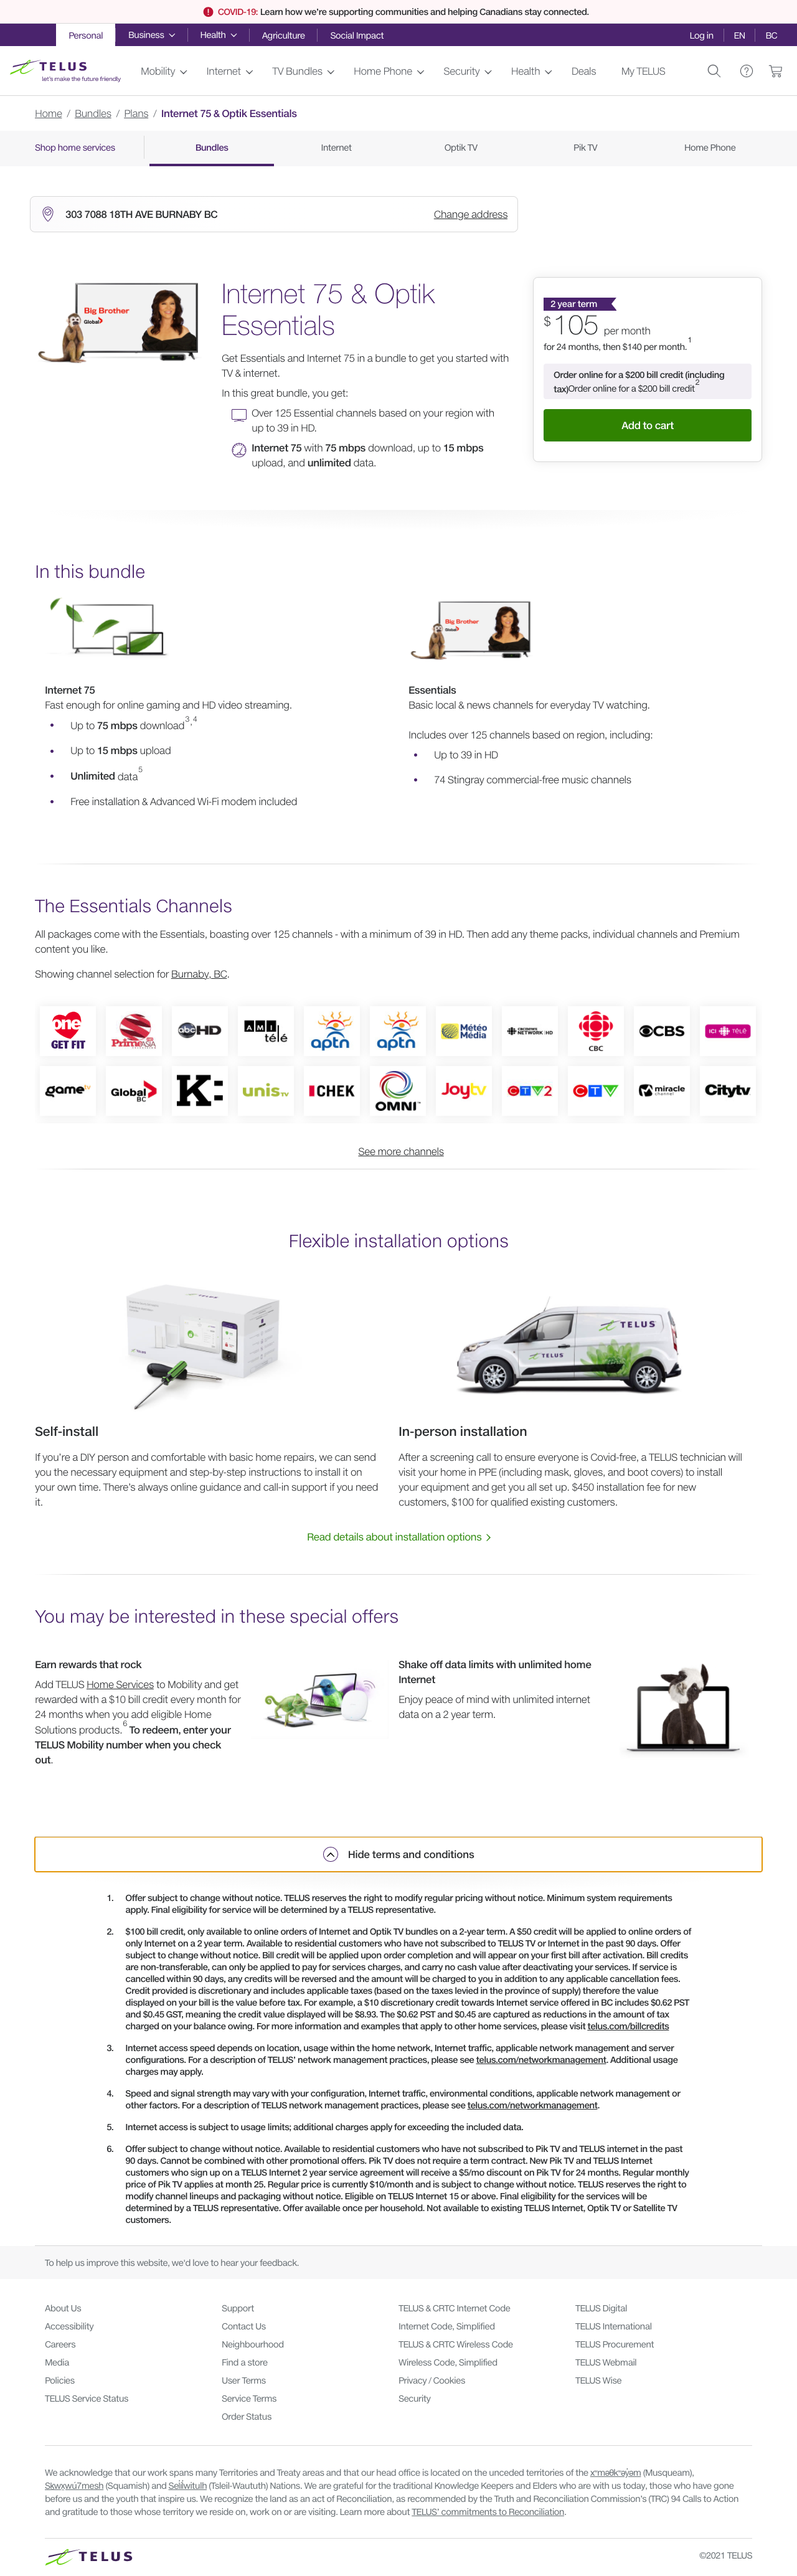 COVID-19: Learn how we're supporting communities and helping Canadians stay connected.
Personal Business Health Agriculture Social Impact Log in EN BC
TELUS
let's make the future friendly
Mobility Internet TV Bundles Home Phone Security Health Deals My TELUS
Home / Bundles / Plans / Internet 75 & Optik Essentials
Shop home services Bundles Internet Optik TV Pik TV Home Phone
303 7088 18TH AVE BURNABY BC Change address
Big Brother
Global
Internet 75 & Optik
Essentials
Get Essentials and Internet 75 in a bundle to get you started with
TV & internet.
In this great bundle, you get:
Over 125 Essential channels based on your region with
up to 39 in HD.
Internet 75 with 75 mbps download, up to 15 mbps
upload, and unlimited data.
2 year term
$105 per month
for 24 months, then $140 per month.1
Order online for a $200 bill credit (including
tax)Order online for a $200 bill credit2
Add to cart
In this bundle
Big Brother
Global
Internet 75
Fast enough for online gaming and HD video streaming.
• Up to 75 mbps download3,4
• Up to 15 mbps upload
• Unlimited data5
• Free installation & Advanced Wi-Fi modem included
Essentials
Basic local & news channels for everyday TV watching.
Includes over 125 channels based on region, including:
• Up to 39 in HD
• 74 Stingray commercial-free music channels
The Essentials Channels
All packages come with the Essentials, boasting over 125 channels - with a minimum of 39 in HD. Then add any theme packs, individual channels and Premium
content you like.
Showing channel selection for Burnaby, BC.
one GET FIT PrimeAsia abc HD AMI télé aptn aptn Météo Média NETWORK HD CBC CBS ICI TÉLÉ
gametv Global BC K: unis TV CHEK OMNI Joytv CTV2 CTV miracle channel Citytv
See more channels
Flexible installation options
TELUS
TELUS
Self-install
If you're a DIY person and comfortable with basic home repairs, we can send
you the necessary equipment and step-by-step instructions to install it on
your own time. There's always online guidance and call-in support if you need
it.
In-person installation
After a screening call to ensure everyone is Covid-free, a TELUS technician will
visit your home in PPE (including mask, gloves, and boot covers) to install
your equipment and get you all set up. $450 installation fee for new
customers, $100 for qualified existing customers.
Read details about installation options
You may be interested in these special offers
Earn rewards that rock
Add TELUS Home Services to Mobility and get
rewarded with a $10 bill credit every month for
24 months when you add eligible Home
Solutions products.6 To redeem, enter your
TELUS Mobility number when you check
out.
Shake off data limits with unlimited home
Internet
Enjoy peace of mind with unlimited internet
data on a 2 year term.
Hide terms and conditions
1. Offer subject to change without notice. TELUS reserves the right to modify regular pricing without notice. Minimum system requirements
apply. Final eligibility for service will be determined by a TELUS representative.
2. $100 bill credit, only available to online orders of Internet and Optik TV bundles on a 2-year term. A $50 credit will be applied to online orders of
only Internet on a 2 year term. Available to residential customers who have not subscribed to TELUS TV or Internet in the past 90 days. Offer
subject to change without notice. Bill credit will be applied upon order completion and will appear on your first bill after activation. Bill credits
are non-transferable, can only be applied to pay for services charges, and carry no cash value after deactivating your services. If service is
cancelled within 90 days, any credits will be reversed and the amount will be charged to you in addition to any applicable cancellation fees.
Credit provided is discretionary and includes applicable taxes (based on the taxes levied in the province of supply) therefore the value
displayed on your bill is the value before tax. For example, a $10 discretionary credit towards Internet service offered in BC includes $0.62 PST
and $0.45 GST, meaning the credit value displayed will be $8.93. The $0.62 PST and $0.45 are captured as reductions in the amount of tax
charged on your balance owing. For more information and examples that apply to other home services, please visit telus.com/billcredits
3. Internet access speed depends on location, usage within the home network, Internet traffic, applicable network management and server
configurations. For a description of TELUS' network management practices, please see telus.com/networkmanagement. Additional usage
charges may apply.
4. Speed and signal strength may vary with your configuration, Internet traffic, environmental conditions, applicable network management or
other factors. For a description of TELUS network management practices, please see telus.com/networkmanagement.
5. Internet access is subject to usage limits; additional charges apply for exceeding the included data.
6. Offer subject to change without notice. Available to residential customers who have not subscribed to Pik TV and TELUS internet in the past
90 days. Cannot be combined with other promotional offers. Pik TV does not require a term contract. New Pik TV and TELUS Internet
customers who sign up on a TELUS Internet 2 year service agreement will receive a $5/mo discount on Pik TV for 24 months. Regular monthly
price of Pik TV applies at month 25. Regular price is currently $10/month and is subject to change without notice. TELUS reserves the right to
modify channel lineups and packaging without notice. Eligible on TELUS Internet 15 or above. Final eligibility for the services will be
determined by a TELUS representative. Offer available once per household. Not available to existing TELUS Internet, Optik TV or Satellite TV
customers.
To help us improve this website, we'd love to hear your feedback.
About Us Support TELUS & CRTC Internet Code TELUS Digital
Accessibility Contact Us Internet Code, Simplified TELUS International
Careers Neighbourhood TELUS & CRTC Wireless Code TELUS Procurement
Media Find a store Wireless Code, Simplified TELUS Webmail
Policies User Terms Privacy / Cookies TELUS Wise
TELUS Service Status Service Terms Security
Order Status
We acknowledge that our work spans many Territories and Treaty areas and that our head office is located on the unceded territories of the xʷməθkʷəy̓əm (Musqueam),
Sḵwx̱wú7mesh (Squamish) and Sel̓íl̓witulh (Tsleil-Waututh) Nations. We are grateful for the traditional Knowledge Keepers and Elders who are with us today, those who have gone
before us and the youth that inspire us. We recognize the land as an act of Reconciliation, as recommended by the Truth and Reconciliation Commission's (TRC) 94 Calls to Action
and gratitude to those whose territory we reside on, work on or are visiting. Learn more about TELUS' commitments to Reconciliation.
TELUS ©2021 TELUS